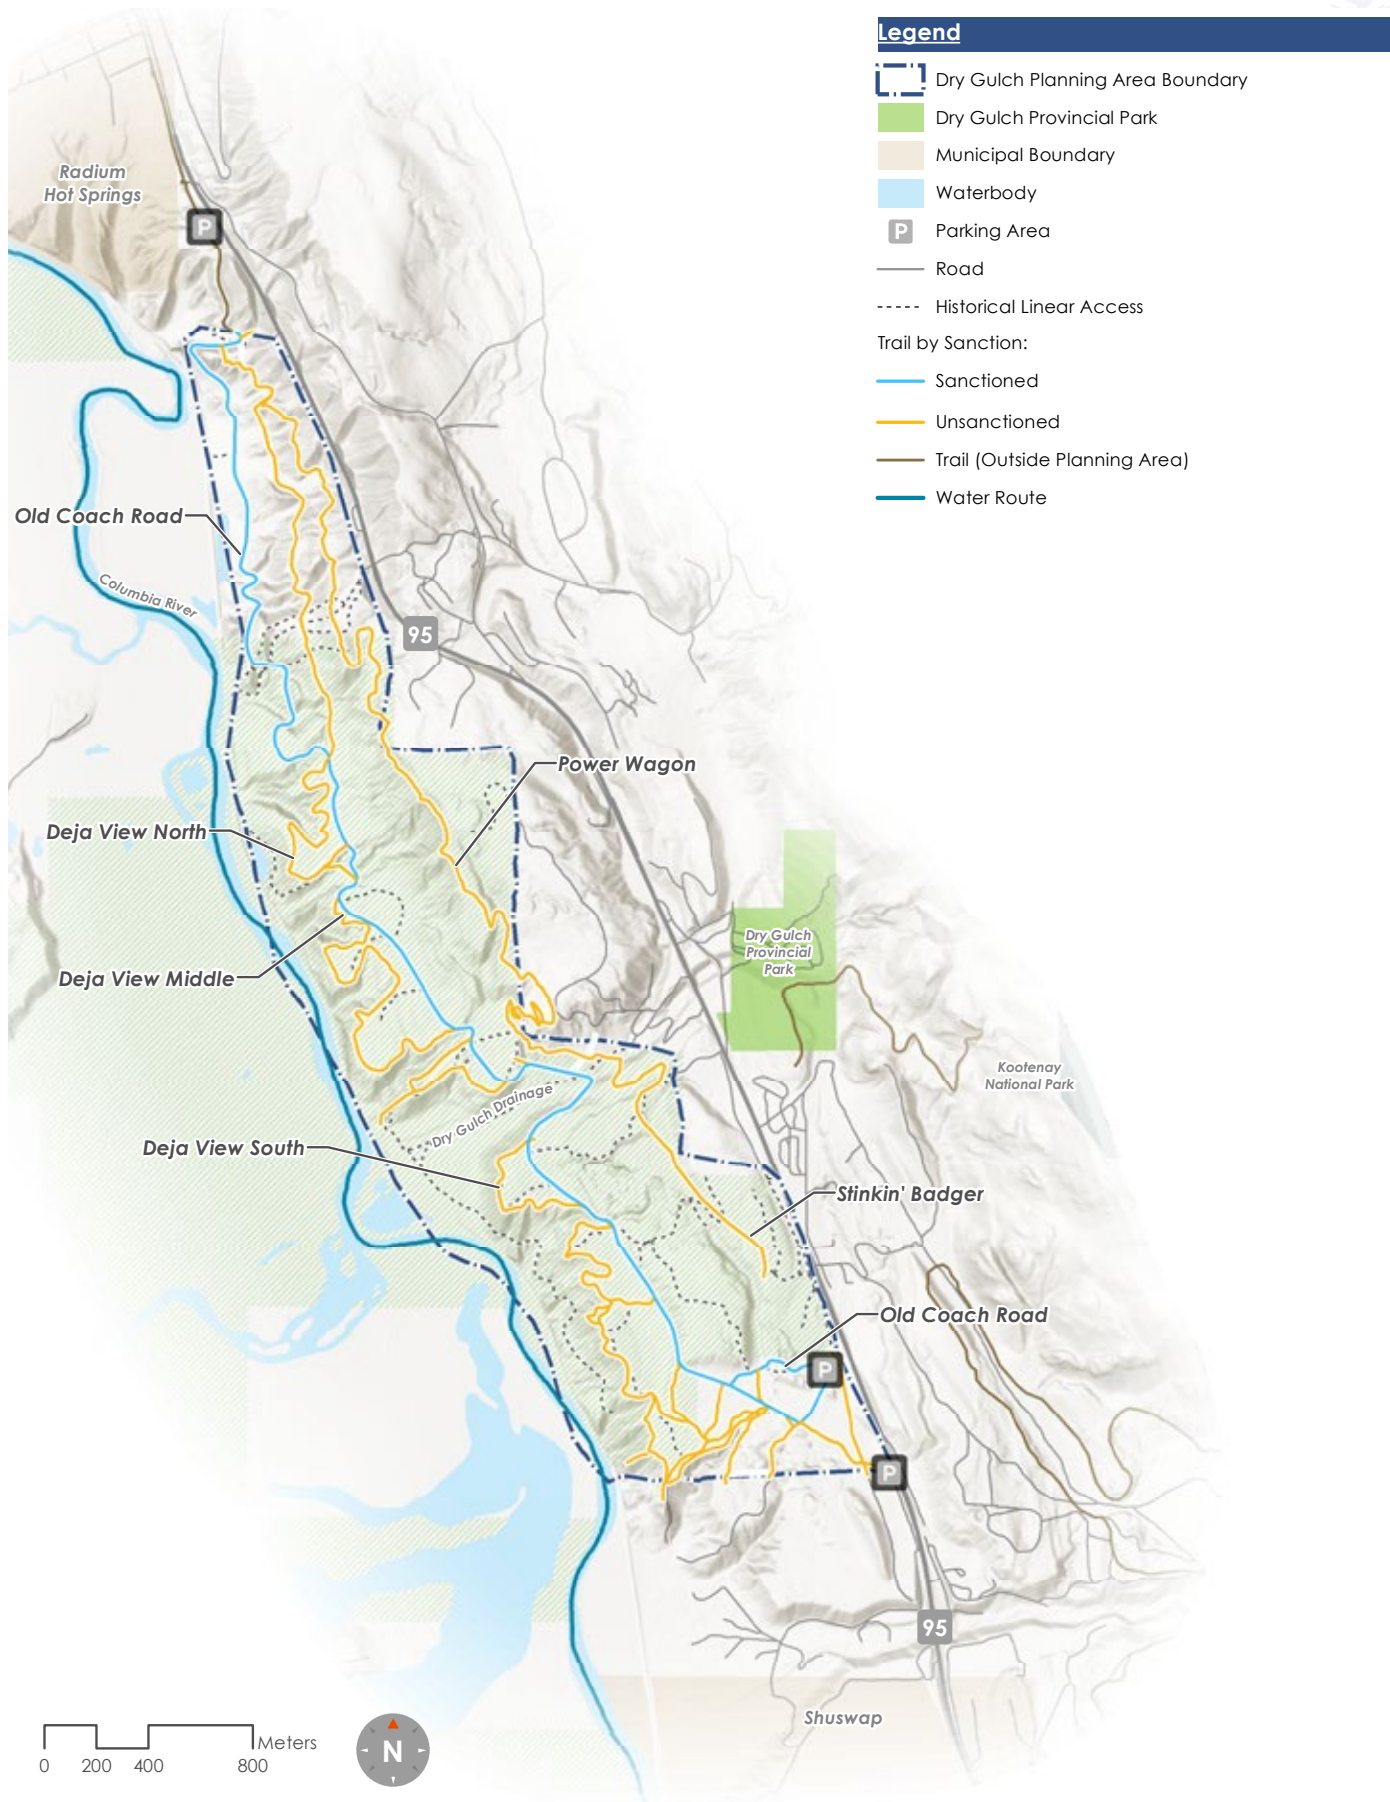 Legend
Dry Gulch Planning Area Boundary
Dry Gulch Provincial Park
Municipal Boundary
Waterbody
P Parking Area
Road
Historical Linear Access
Trail by Sanction:
Sanctioned
Unsanctioned
Trail (Outside Planning Area)
Water Route
Radium
Hot Springs
P
Old Coach Road
Columbia River
95
Power Wagon
Deja View North
Dry Gulch
Provincial
Park
Deja View Middle
Kootenay
National Park
Dry Gulch Drainage
Deja View South
Stinkin' Badger
Old Coach Road
P
P
95
Shuswap
Meters
0 200 400 800
N